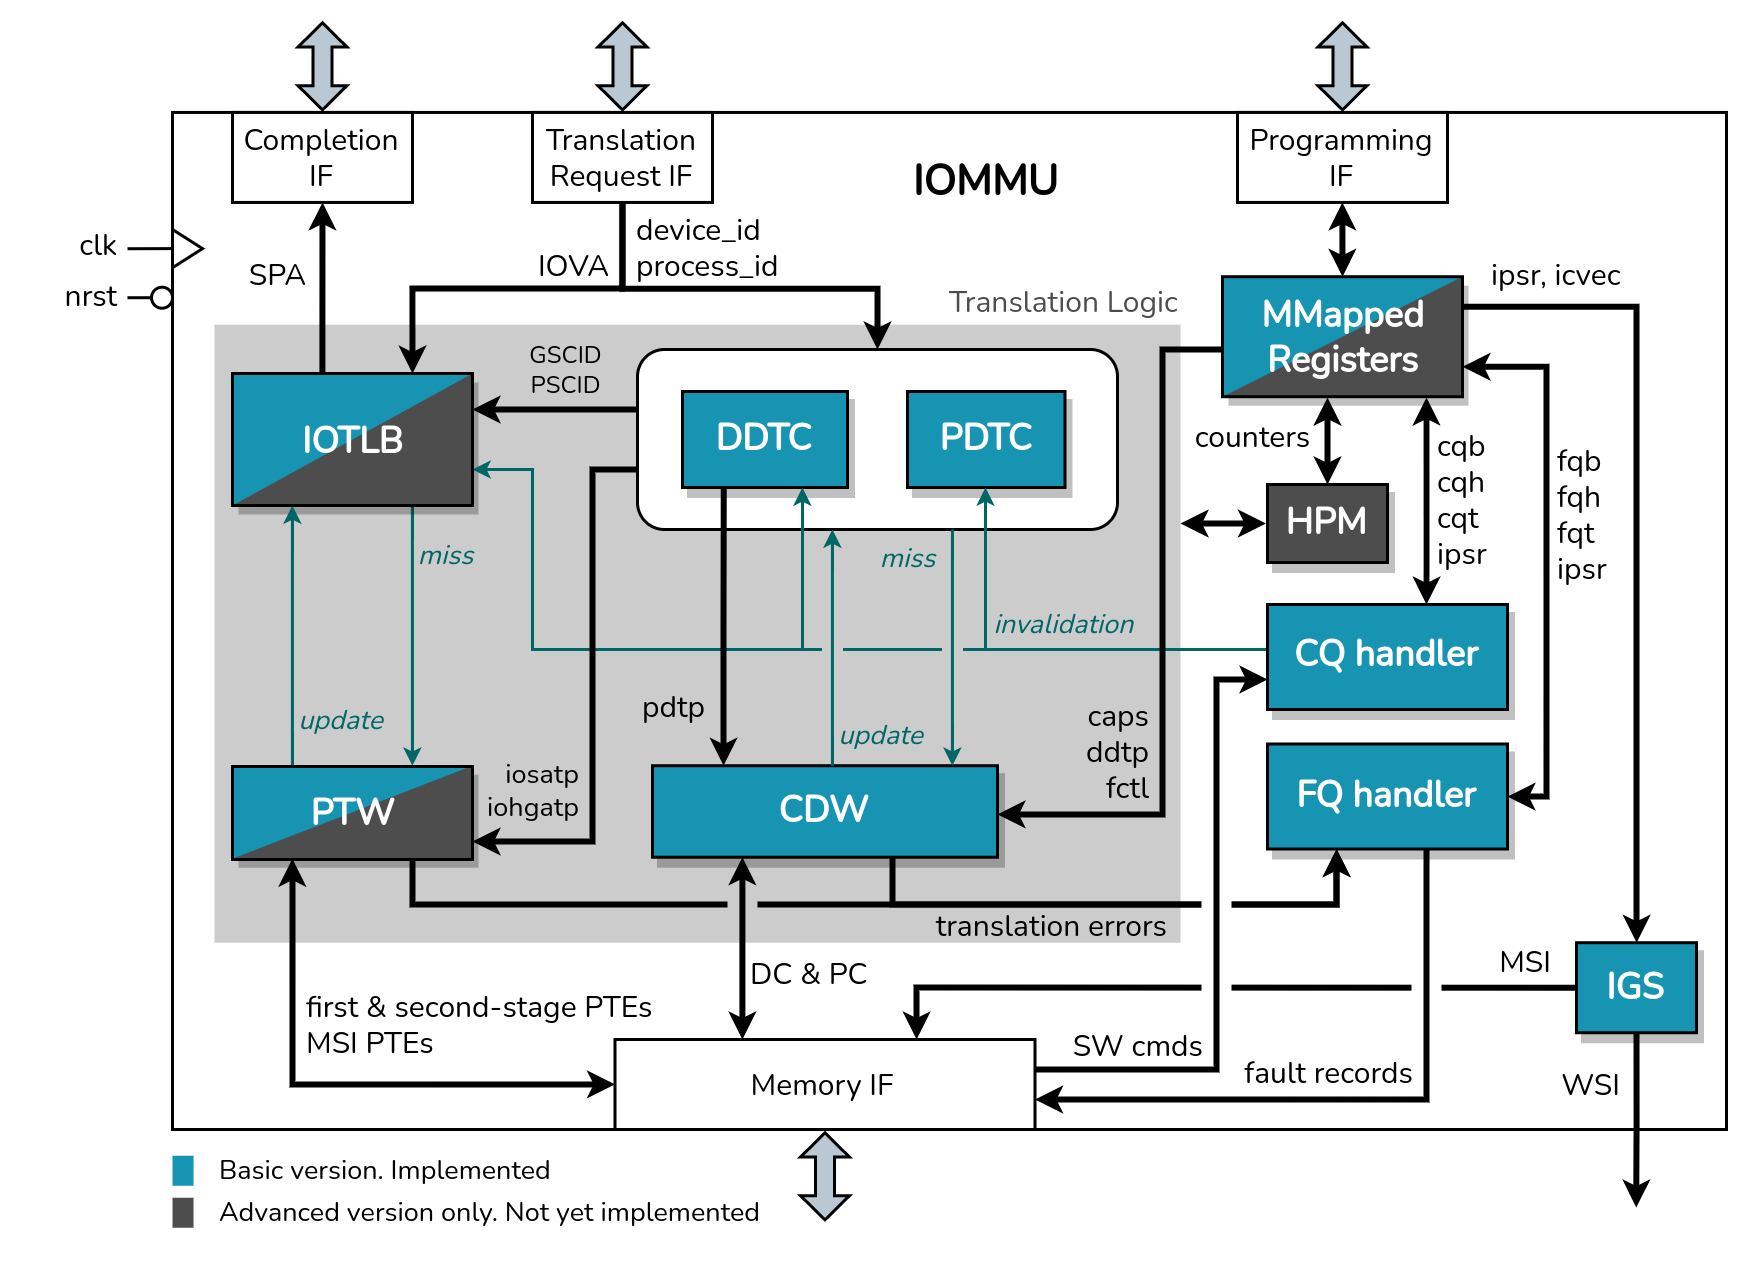 Completion
IF
Translation
Request IF
IOMMU
Programming
IF
clk
nrst
SPA
IOVA
device_id
process_id
Translation Logic
ipsr, icvec
MMapped
Registers
GSCID
PSCID
IOTLB
DDTC
PDTC
counters
HPM
cqb
cqh
cqt
ipsr
fqb
fqh
fqt
ipsr
miss
miss
invalidation
CQ handler
update
pdtp
update
caps
ddtp
fctl
iosatp
iohgatp
PTW
CDW
FQ handler
translation errors
DC & PC
MSI
IGS
first & second-stage PTEs
MSI PTEs
SW cmds
fault records
WSI
Memory IF
Basic version. Implemented
Advanced version only. Not yet implemented